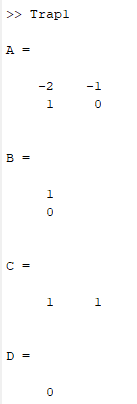 >> Trap1
A =
-2 -1
1 0
B =
1
0
C =
1 1
D =
0